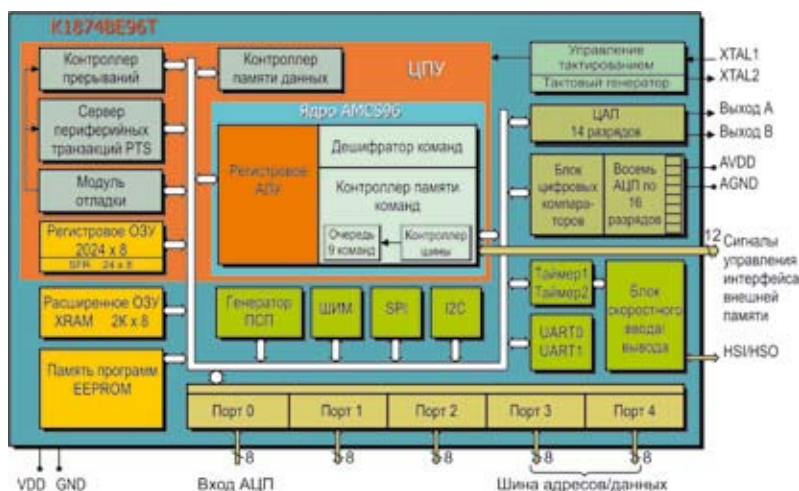 К1874ВЕ96Т
Контроллер
прерываний
Сервер
периферийных
транзакций PTS
Модуль
отладки
Регистровое ОЗУ
2024 x 8
SFR 24 x 8
Расширенное ОЗУ
XRAM 2K x 8
Память программ
EEPROM
Контроллер
памяти данных
ЦПУ
Ядро AMCS96
Регистровое
АЛУ
Дешифратор команд
Контроллер памяти
команд
Очередь
9 команд
Контроллер
шины
Генератор
ПСП
ШИМ
SPI
I2C
Управление
тактированием
Тактовый генератор
ЦАП
14 разрядов
Блок
цифровых
компара-
торов
Восемь
АЦП по
16
разрядов
Таймер1
Таймер2
UART0
UART1
Блок
скоростного
ввода/
вывода
XTAL1
XTAL2
Выход A
Выход B
AVDD
AGND
12
Сигналы
управления
интерфейса
внешней
памяти
HSI/HSO
Порт 0
Порт 1
Порт 2
Порт 3
Порт 4
8
8
8
8
8
VDD GND
Вход АЦП
Шина адресов/данных